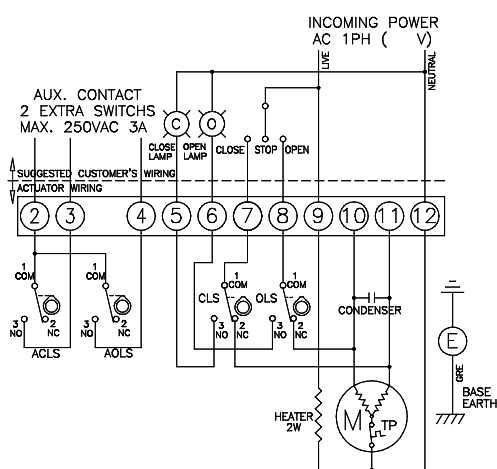 INCOMING POWER
AC 1PH (      V)
LIVE
NEUTRAL
AUX. CONTACT
2 EXTRA SWITCHS
MAX. 250VAC 3A
C
O
CLOSE
LAMP
OPEN
LAMP
CLOSE
STOP
OPEN
SUGGESTED CUSTOMER'S WIRING
ACTUATOR WIRING
2 3 4 5 6 7 8 9 10 11 12
1
COM
3
NO
2
NC
ACLS
1
COM
3
NO
2
NC
AOLS
1
COM
CLS
3
NO
2
NC
1
COM
OLS
3
NO
2
NC
CONDENSER
E
GRE
BASE
EARTH
HEATER
2W
M
TP